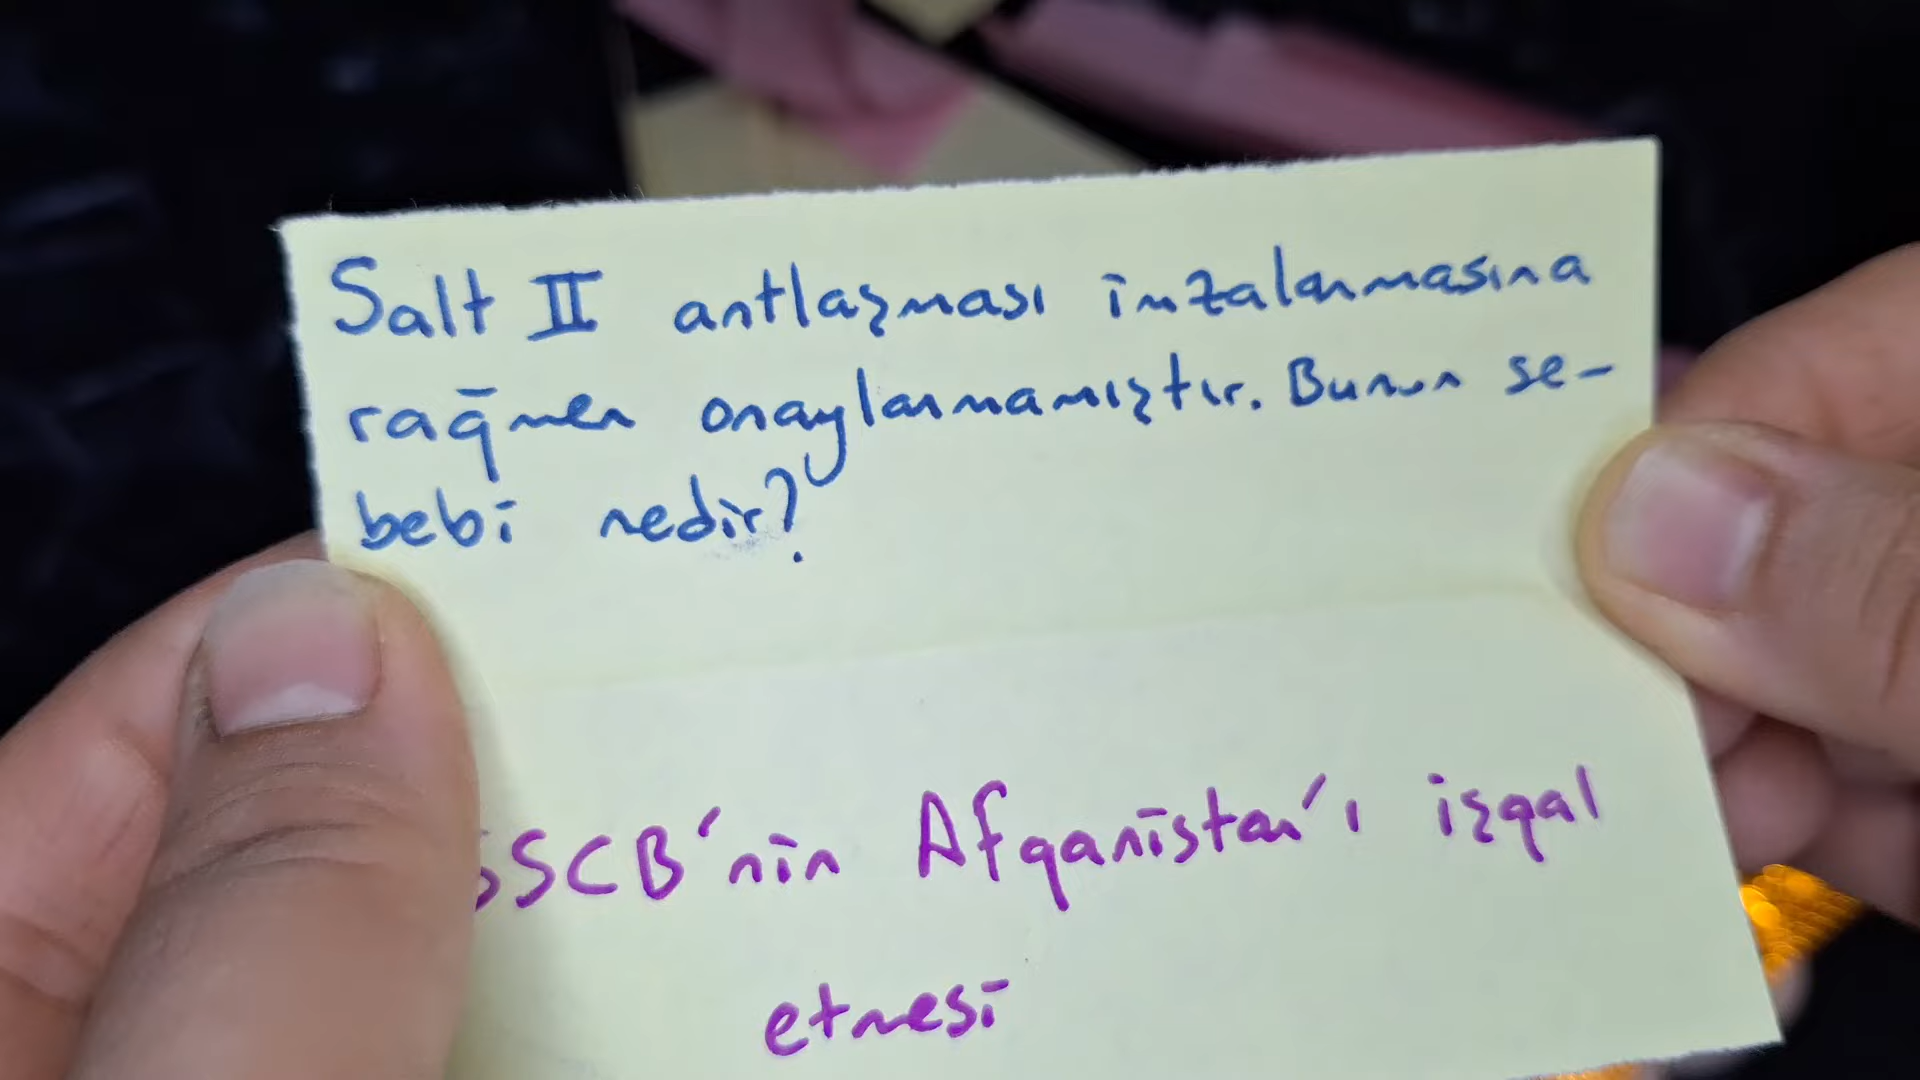 Salt II antlaşması imzalanmasına
rağmen onaylanmamıştır. Bunun se-
bebi nedir?
SSCB'nin Afganistan'ı işgal
etmesi